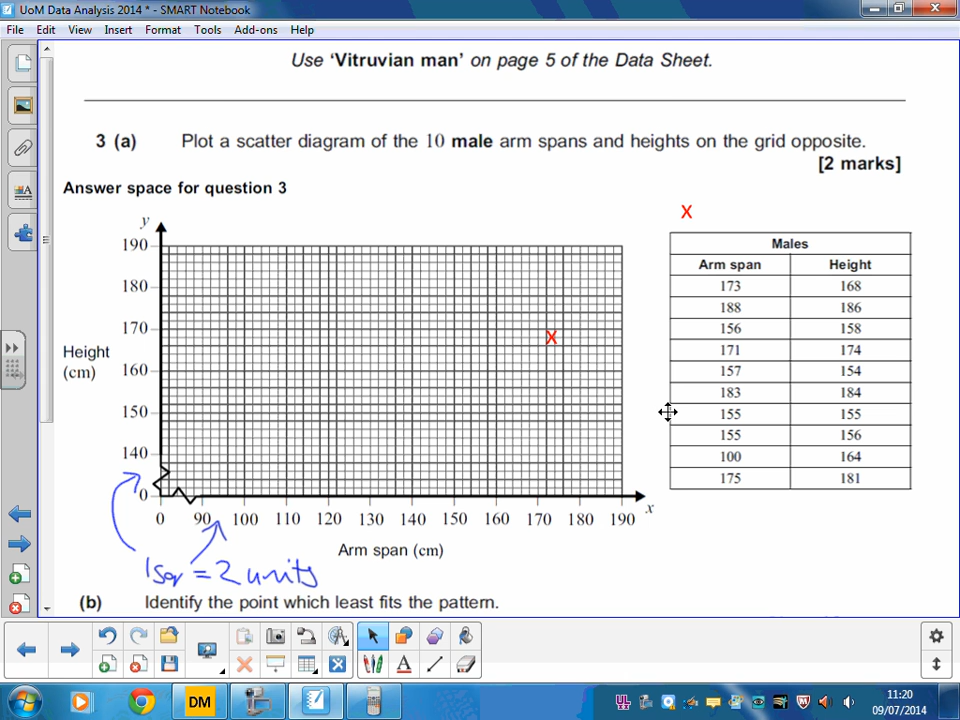 UoM Data Analysis 2014 * - SMART Notebook
File Edit View Insert Format Tools Add-ons Help
Use ‘Vitruvian man’ on page 5 of the Data Sheet.
3 (a) Plot a scatter diagram of the 10 male arm spans and heights on the grid opposite.
[2 marks]
Answer space for question 3
X
y
190
180
170
160
150
140
0
Height
(cm)
X
0 90 100 110 120 130 140 150 160 170 180 190 x
Arm span (cm)
Males
Arm span Height
173 168
188 186
156 158
171 174
157 154
183 184
155 155
155 156
100 164
175 181
1sqr = 2 units
(b) Identify the point which least fits the pattern.
A
DM
11:20
09/07/2014